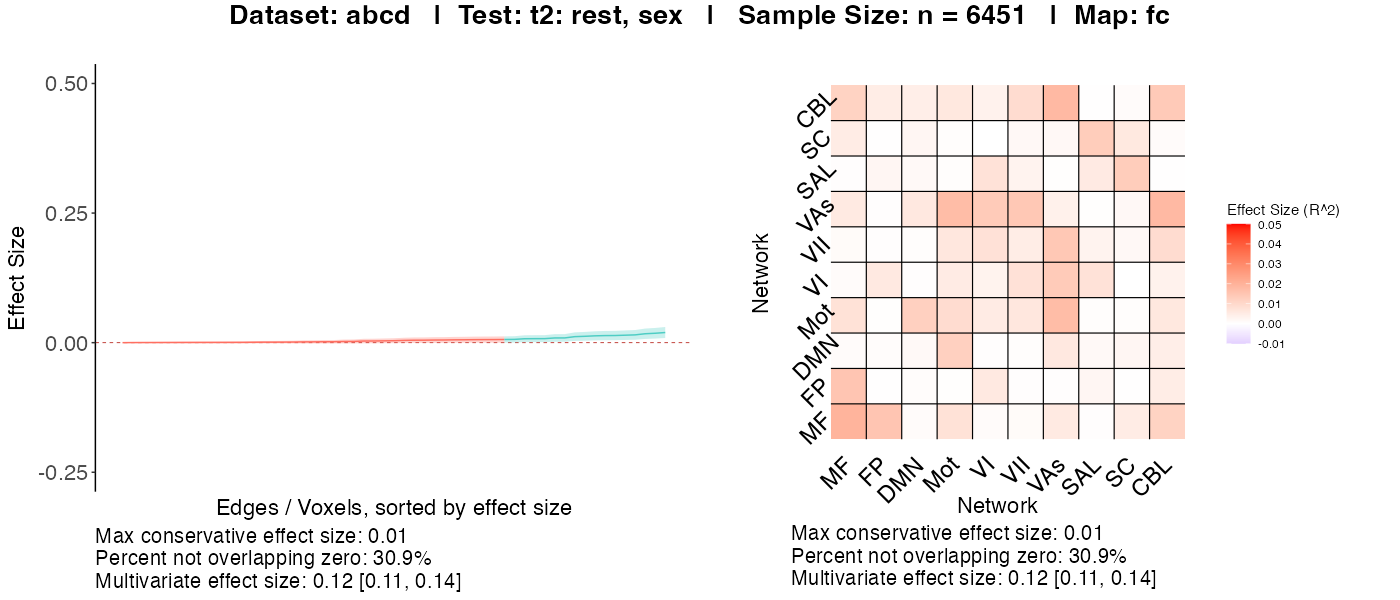 Dataset: abcd | Test: t2: rest, sex | Sample Size: n = 6451 | Map: fc
0.50
0.25
0.00
-0.25
Effect Size
Edges / Voxels, sorted by effect size
Max conservative effect size: 0.01
Percent not overlapping zero: 30.9%
Multivariate effect size: 0.12 [0.11, 0.14]
Network
CBL
SC
SAL
VAs
VII
VI
Mot
DMN
FP
MF
MF FP DMN Mot VI VII VAs SAL SC CBL
Network
Max conservative effect size: 0.01
Percent not overlapping zero: 30.9%
Multivariate effect size: 0.12 [0.11, 0.14]
Effect Size (R^2)
0.05
0.04
0.03
0.02
0.01
0.00
-0.01